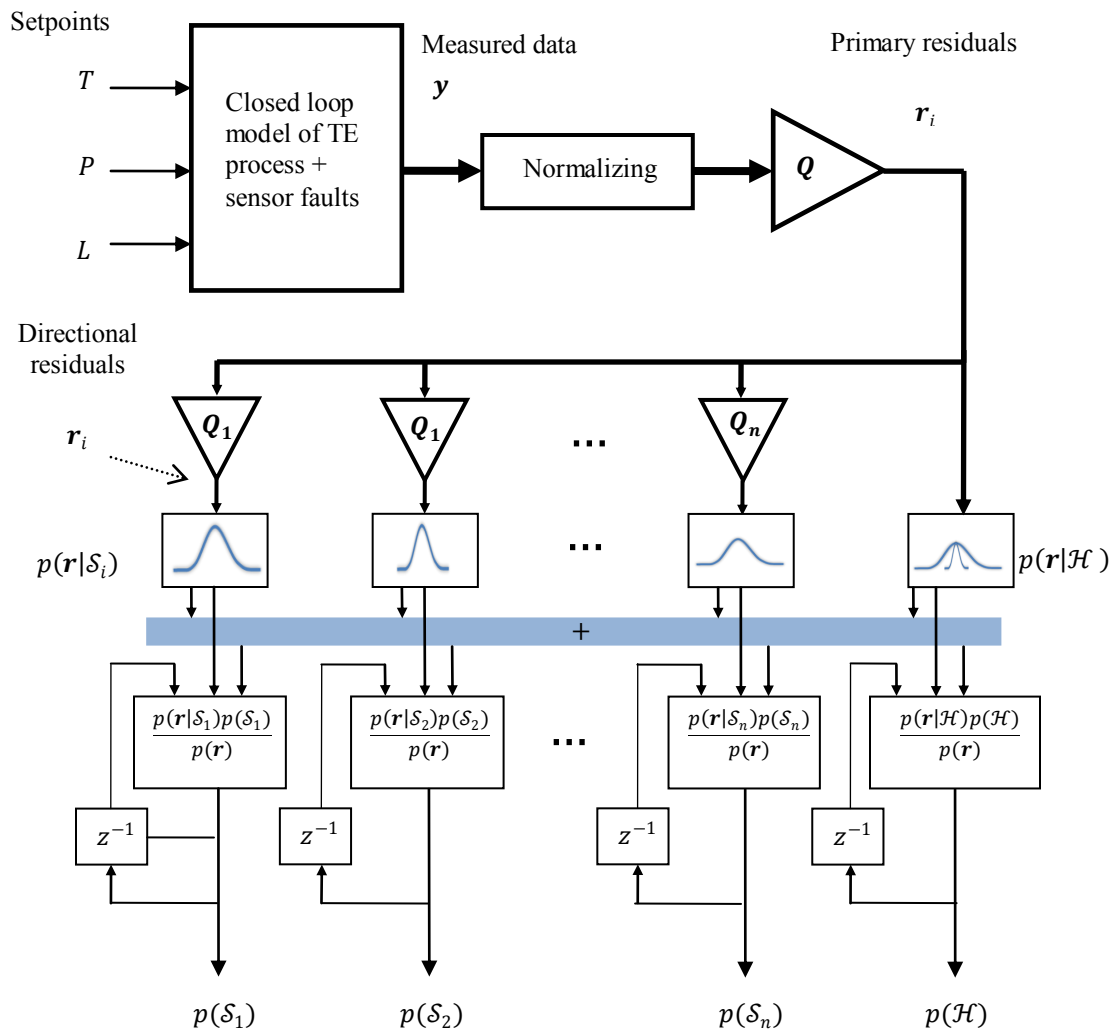 Setpoints
T
P
L
Closed loop
model of TE
process +
sensor faults
Measured data
y
Normalizing
Q
Primary residuals
r_i
Directional
residuals
r_i
Q_1
Q_1
...
Q_n
p(r|S_i)
...
p(r|ℋ )
+
p(r|S_1)p(S_1)
p(r)
p(r|S_2)p(S_2)
p(r)
...
p(r|S_n)p(S_n)
p(r)
p(r|ℋ)p(ℋ)
p(r)
z^{-1}
z^{-1}
z^{-1}
z^{-1}
p(S_1)
p(S_2)
p(S_n)
p(ℋ)